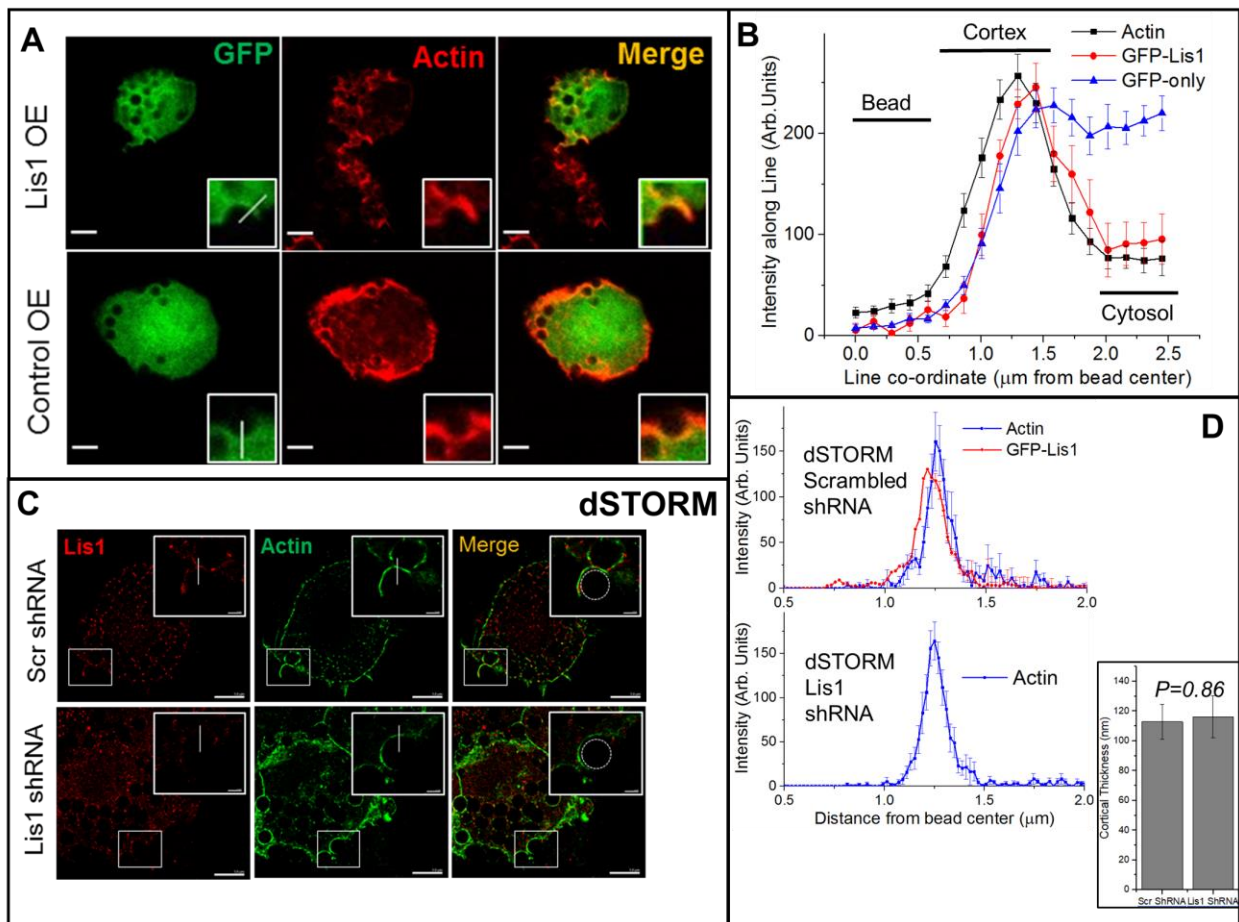 A
GFP
Actin
Merge
Lis1 OE
Control OE
B
Actin
GFP-Lis1
GFP-only
Cortex
Bead
Cytosol
200
100
0
Intensity along Line (Arb. Units)
0.0 0.5 1.0 1.5 2.0 2.5
Line co-ordinate (μm from bead center)
C
dSTORM
Lis1
Actin
Merge
Scr shRNA
Lis1 shRNA
D
Actin
GFP-Lis1
dSTORM
Scrambled
shRNA
150
100
50
0
Intensity (Arb. Units)
0.5 1.0 1.5 2.0
dSTORM
Lis1
shRNA
Actin
150
100
50
0
Intensity (Arb. Units)
0.5 1.0 1.5 2.0
Distance from bead center (μm)
P=0.86
140
120
100
80
60
40
20
0
Cortical Thickness (nm)
Scr ShRNA Lis1 ShRNA